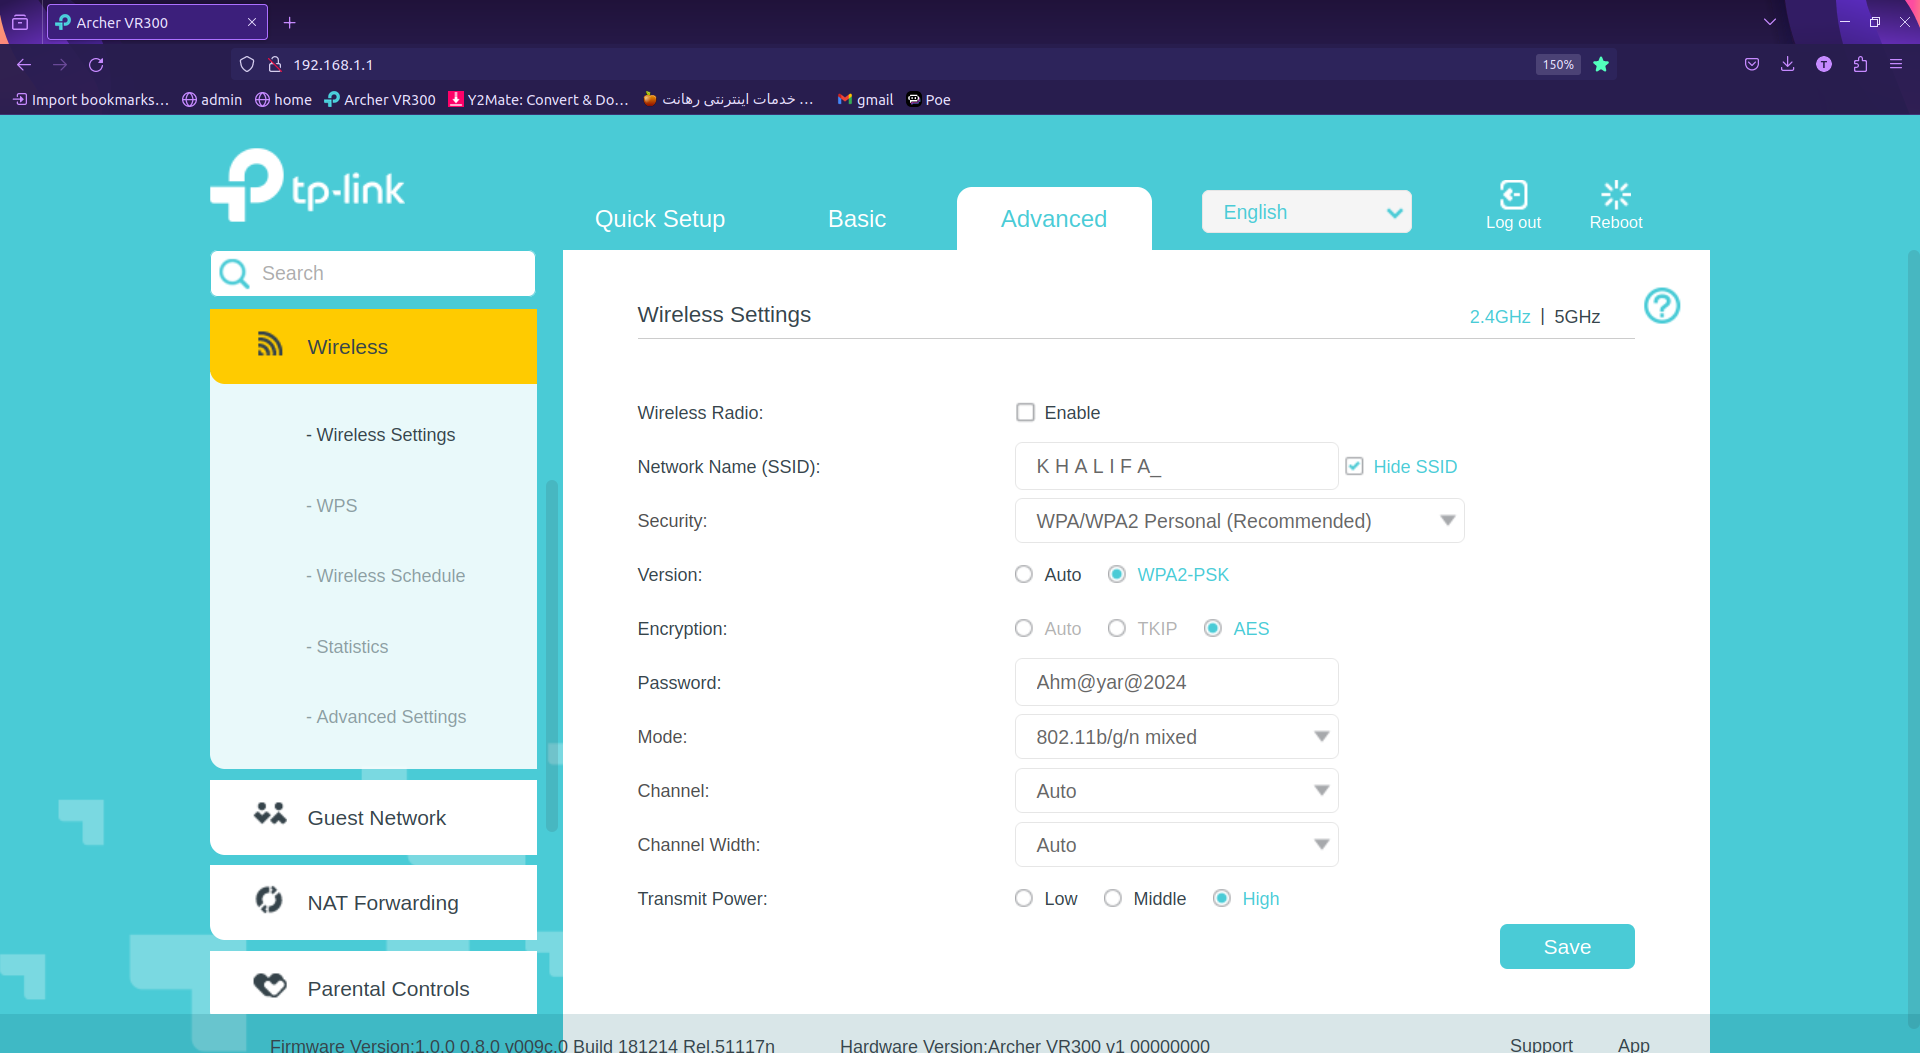 Archer VR300
192.168.1.1
150%
T
Import bookmarks…
admin
home
Archer VR300
Y2Mate: Convert & Do…
خدمات اینترنتی رهانت …
gmail
Poe
tp-link
Quick Setup
Basic
Advanced
English
Log out
Reboot
Search
Wireless
- Wireless Settings
- WPS
- Wireless Schedule
- Statistics
- Advanced Settings
Guest Network
NAT Forwarding
Parental Controls
Wireless Settings
2.4GHz | 5GHz
Wireless Radio: Enable
Network Name (SSID): K H A L I F A_ Hide SSID
Security: WPA/WPA2 Personal (Recommended)
Version: Auto WPA2-PSK
Encryption: Auto TKIP AES
Password: Ahm@yar@2024
Mode: 802.11b/g/n mixed
Channel: Auto
Channel Width: Auto
Transmit Power: Low Middle High
Save
Firmware Version:1.0.0 0.8.0 v009c.0 Build 181214 Rel.51117n
Hardware Version:Archer VR300 v1 00000000
Support
App